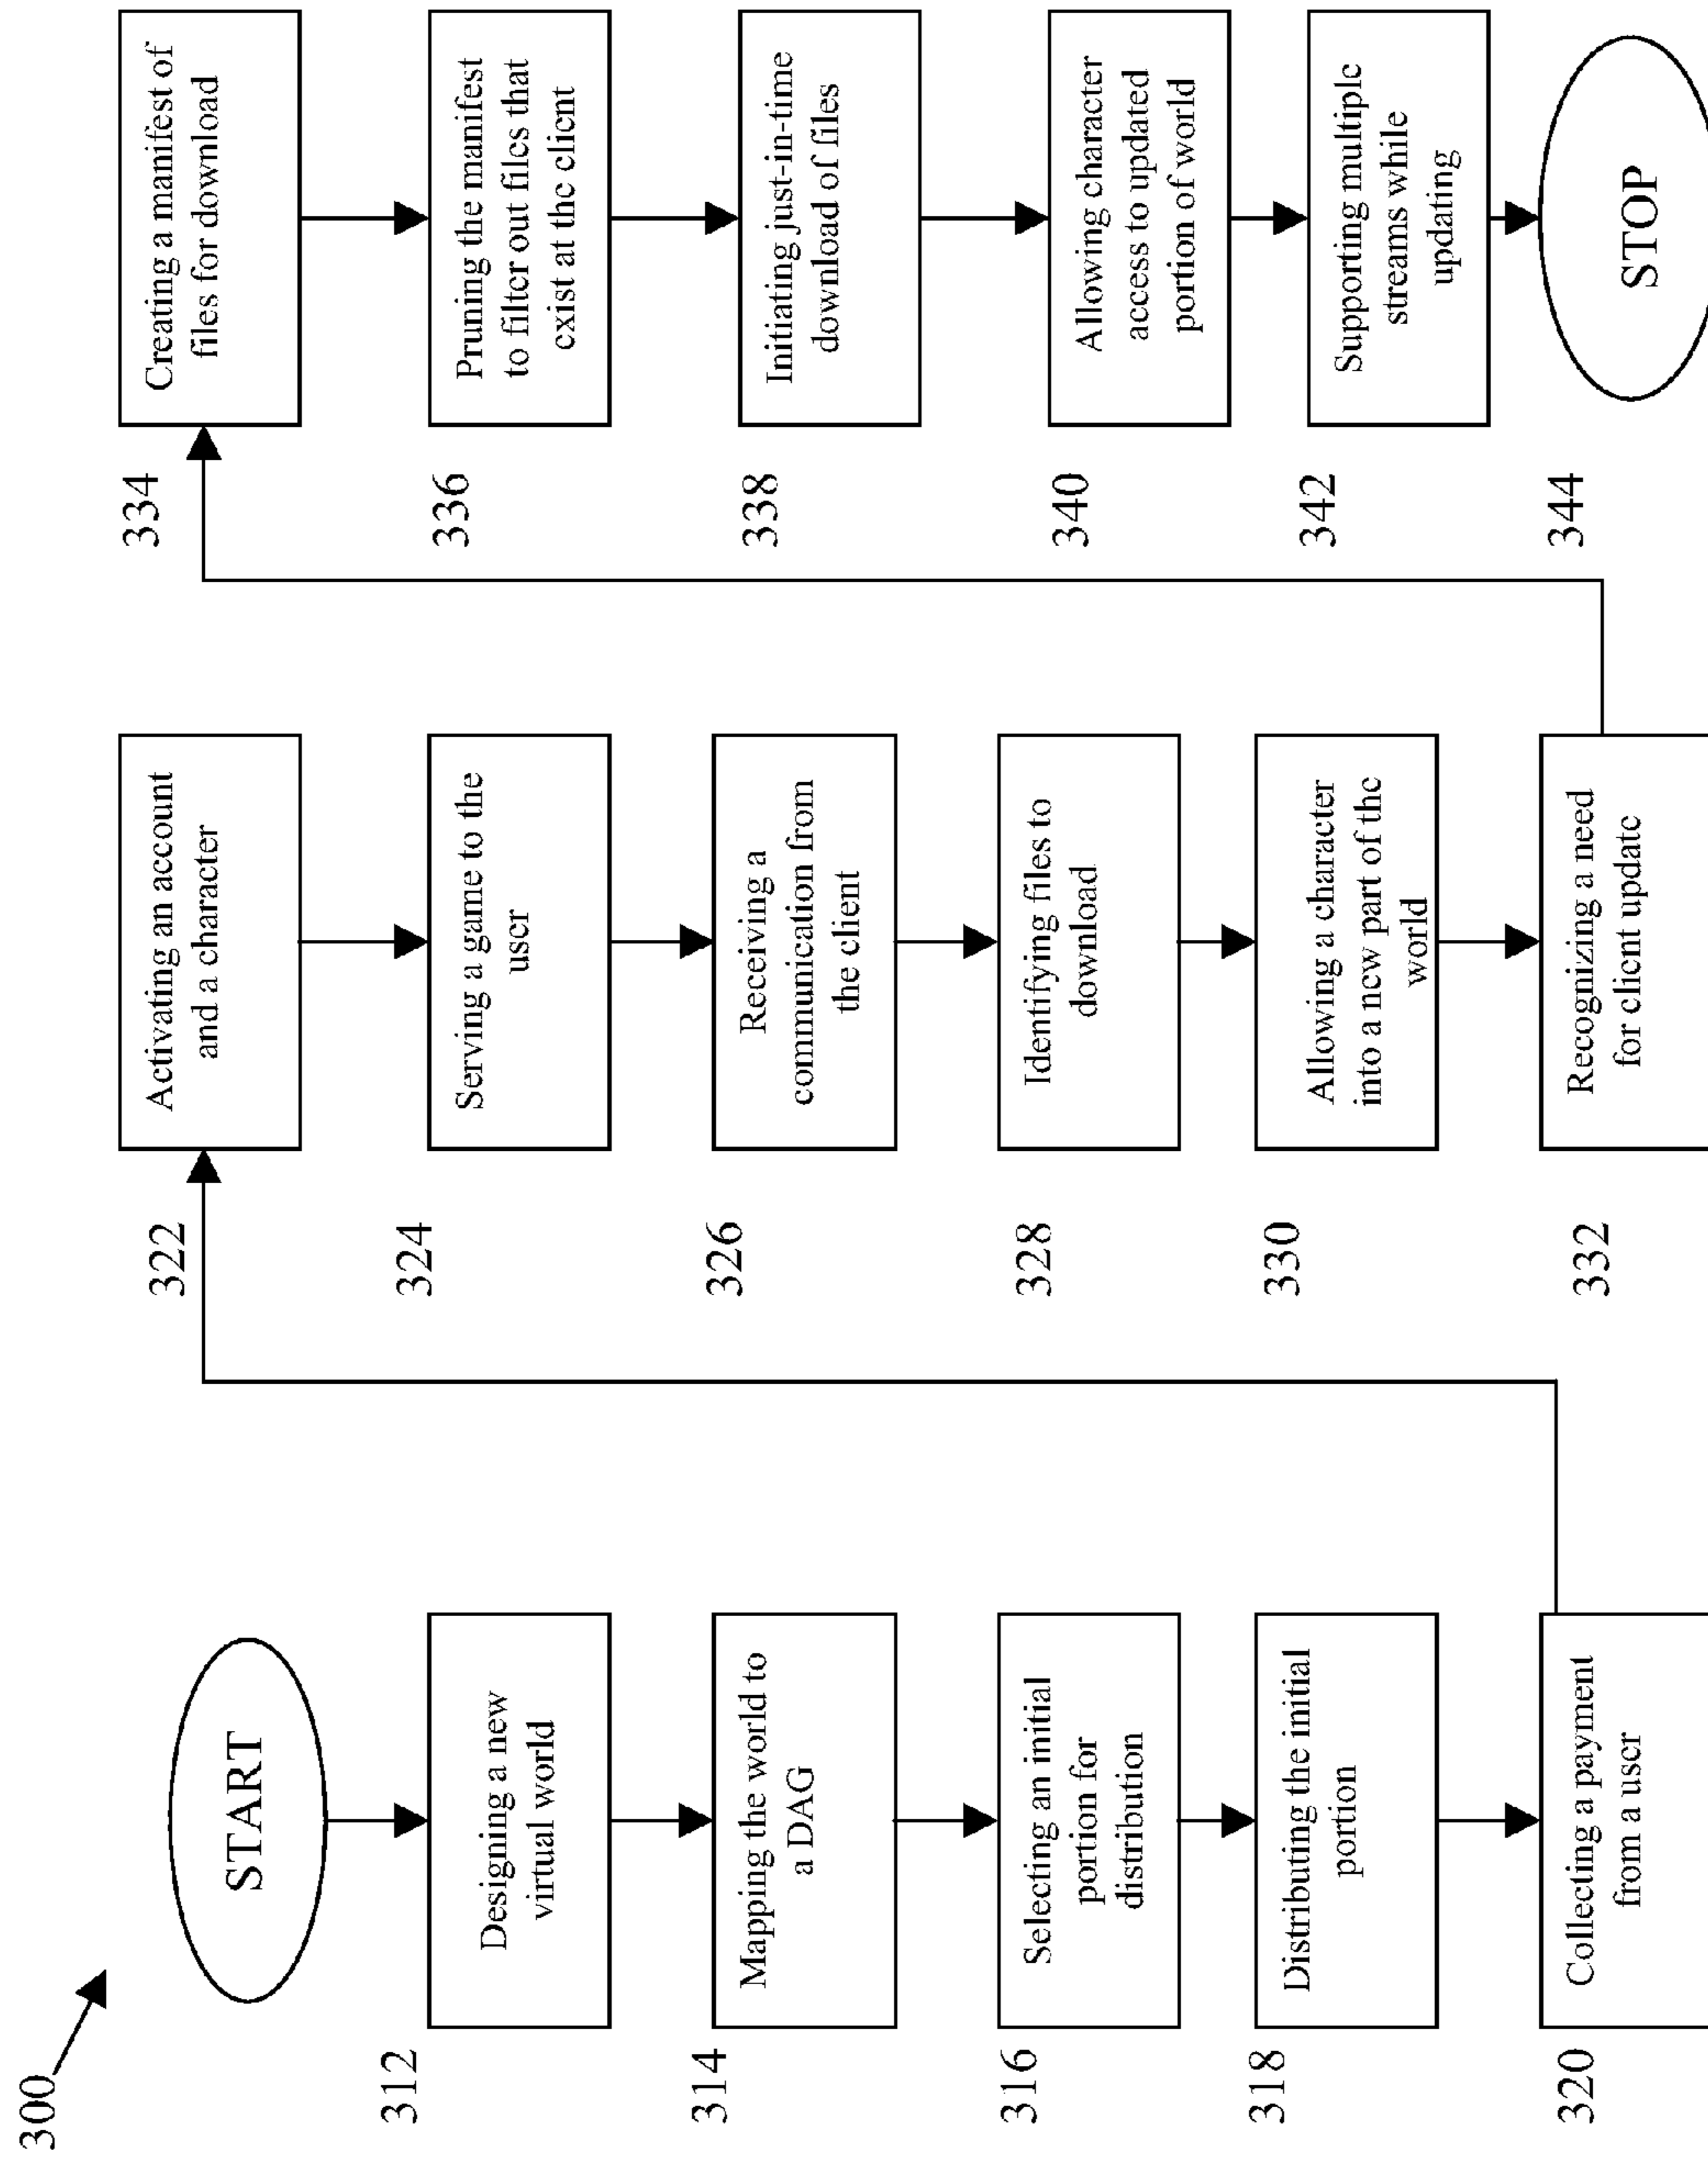 300
START
312
Designing a new
virtual world
314
Mapping the world to
a DAG
316
Selecting an initial
portion for
distribution
318
Distributing the initial
portion
320
Collecting a payment
from a user
322
Activating an account
and a character
324
Serving a game to the
user
326
Receiving a
communication from
the client
328
Identifying files to
download
330
Allowing a character
into a new part of the
world
332
Recognizing a need
for client update
334
Creating a manifest of
files for download
336
Pruning the manifest
to filter out files that
exist at the client
338
Initiating just-in-time
download of files
340
Allowing character
access to updated
portion of world
342
Supporting multiple
streams while
updating
344
STOP